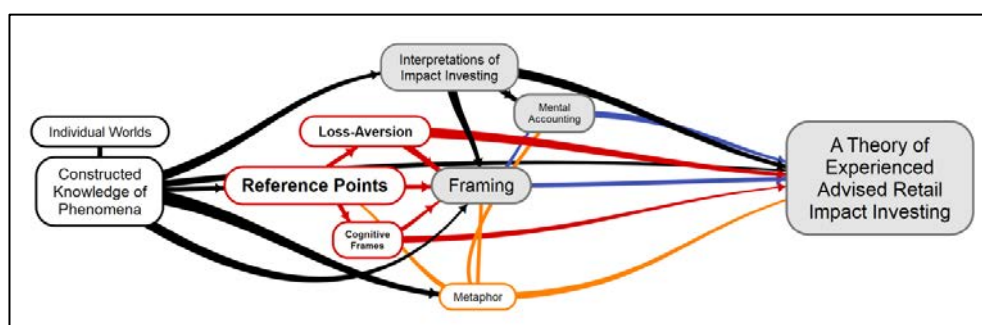 Interpretations of
Impact Investing
Mental
Accounting
Individual Worlds
Loss-Aversion
Constructed
Knowledge of
Phenomena
Reference Points
Framing
Cognitive
Frames
Metaphor
A Theory of
Experienced
Advised Retail
Impact Investing